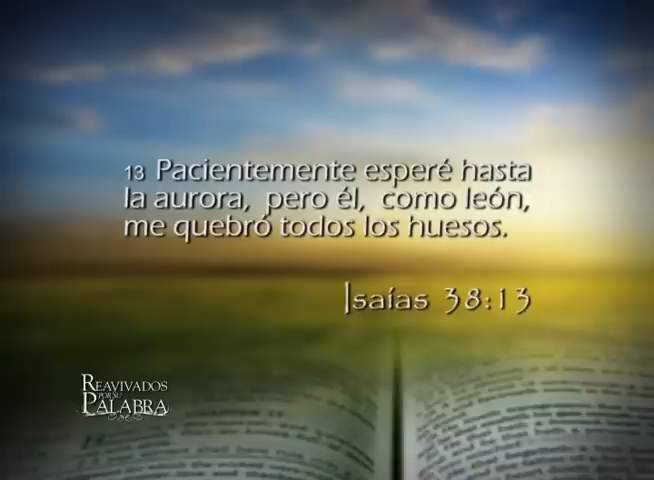 13 Pacientemente esperé hasta
la aurora, pero él, como león,
me quebró todos los huesos.
Isaías 38:13
REAVIVADOS
POR SU
PALABRA